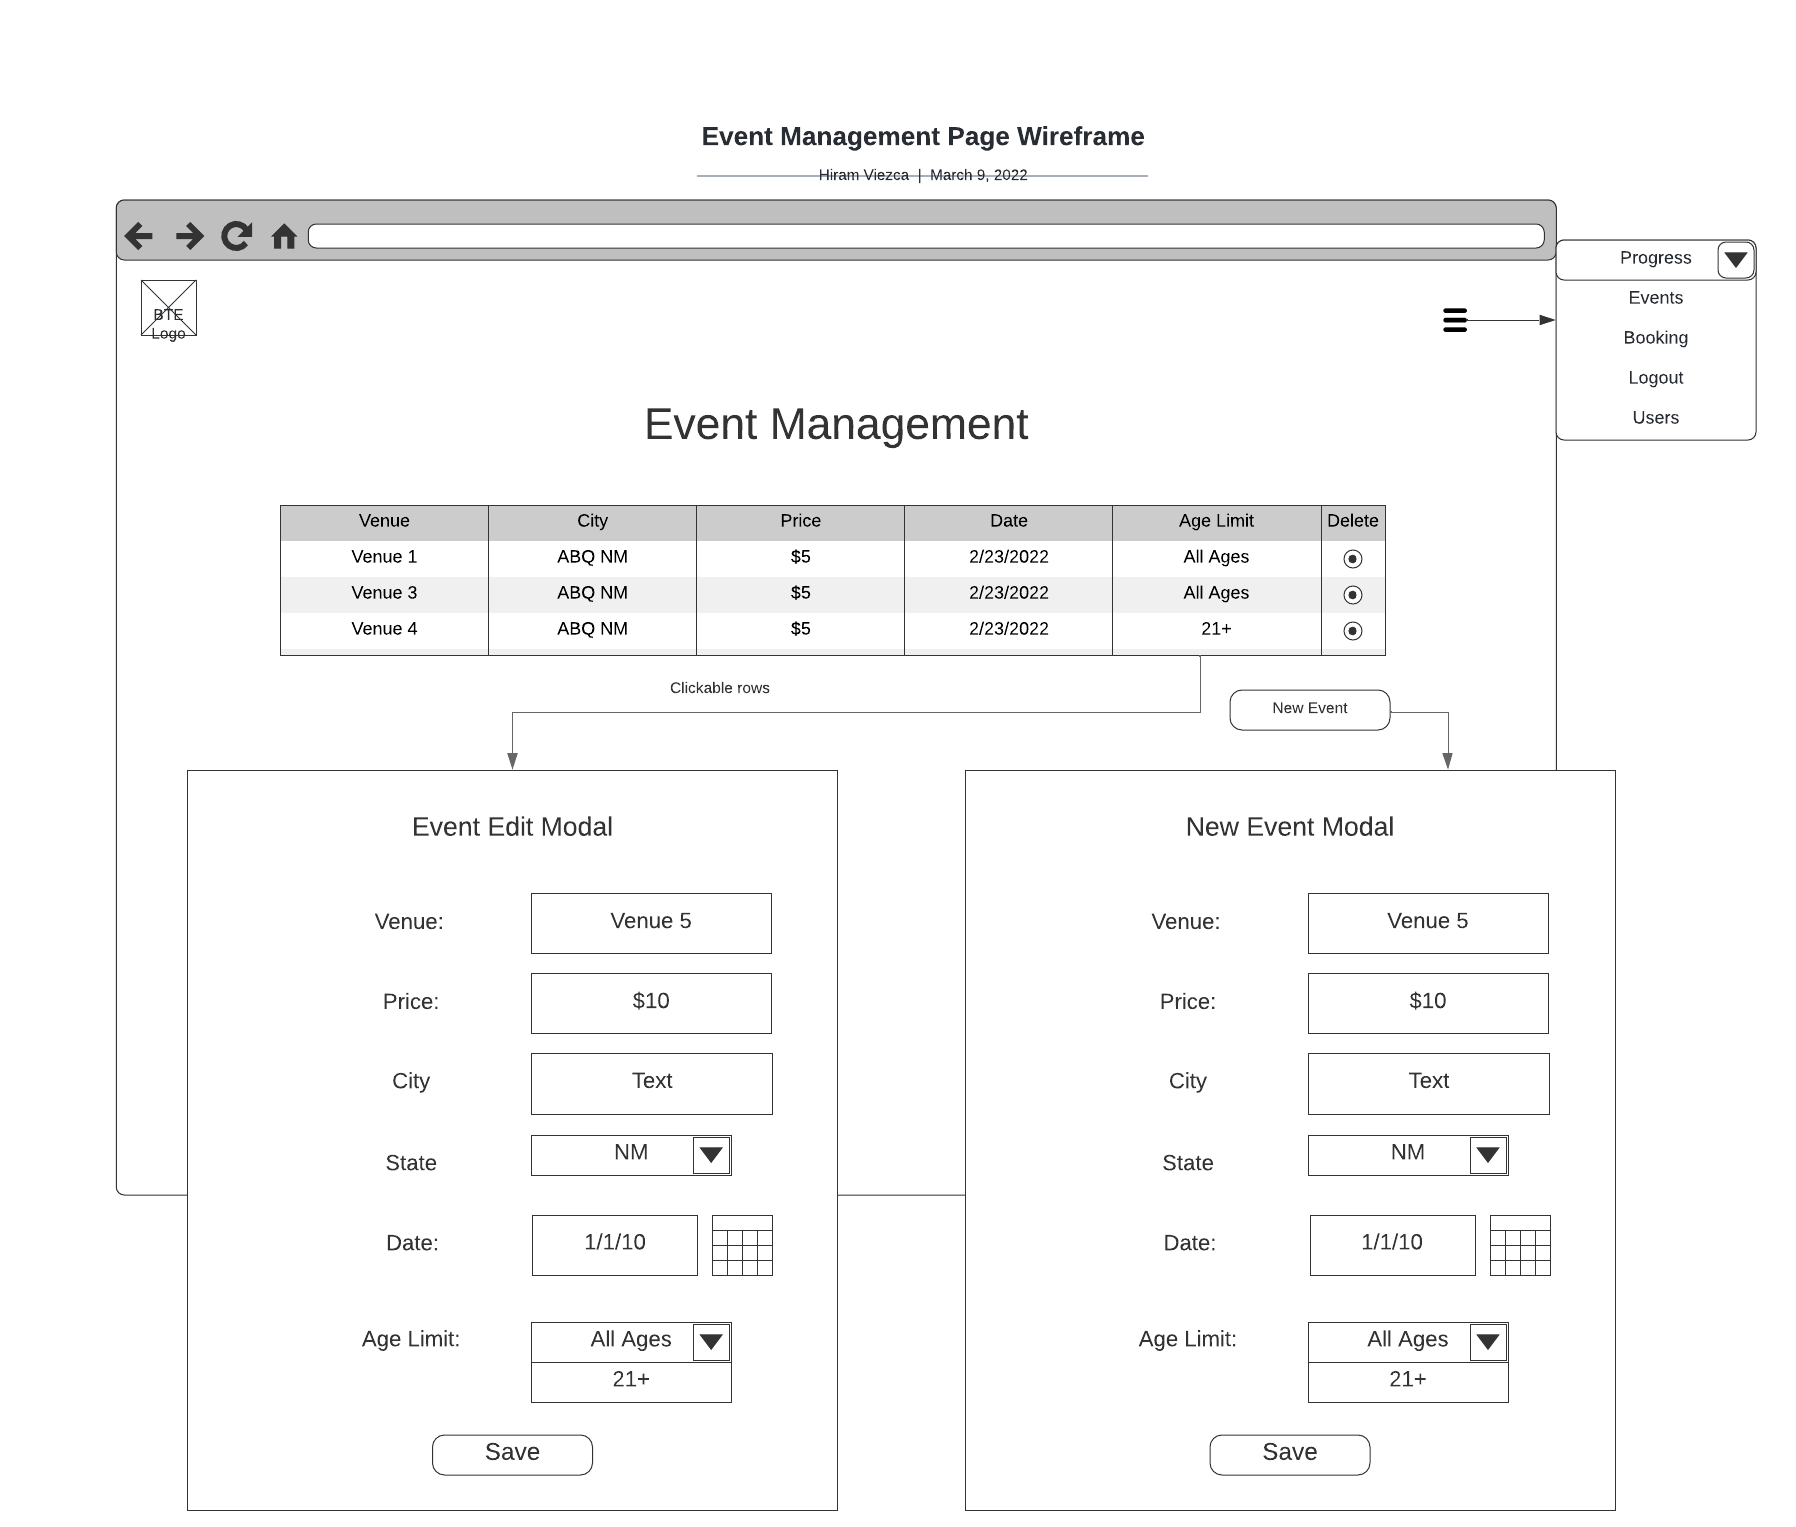 Event Management Page Wireframe
Hiram Viezca | March 9, 2022
Progress
Events
Booking
Logout
Users
BTE
Logo
Event Management
Venue City Price Date Age Limit Delete
Venue 1 ABQ NM $5 2/23/2022 All Ages
Venue 3 ABQ NM $5 2/23/2022 All Ages
Venue 4 ABQ NM $5 2/23/2022 21+
Clickable rows
New Event
Event Edit Modal
Venue: Venue 5
Price: $10
City Text
State NM
Date: 1/1/10
Age Limit: All Ages
21+
Save
New Event Modal
Venue: Venue 5
Price: $10
City Text
State NM
Date: 1/1/10
Age Limit: All Ages
21+
Save